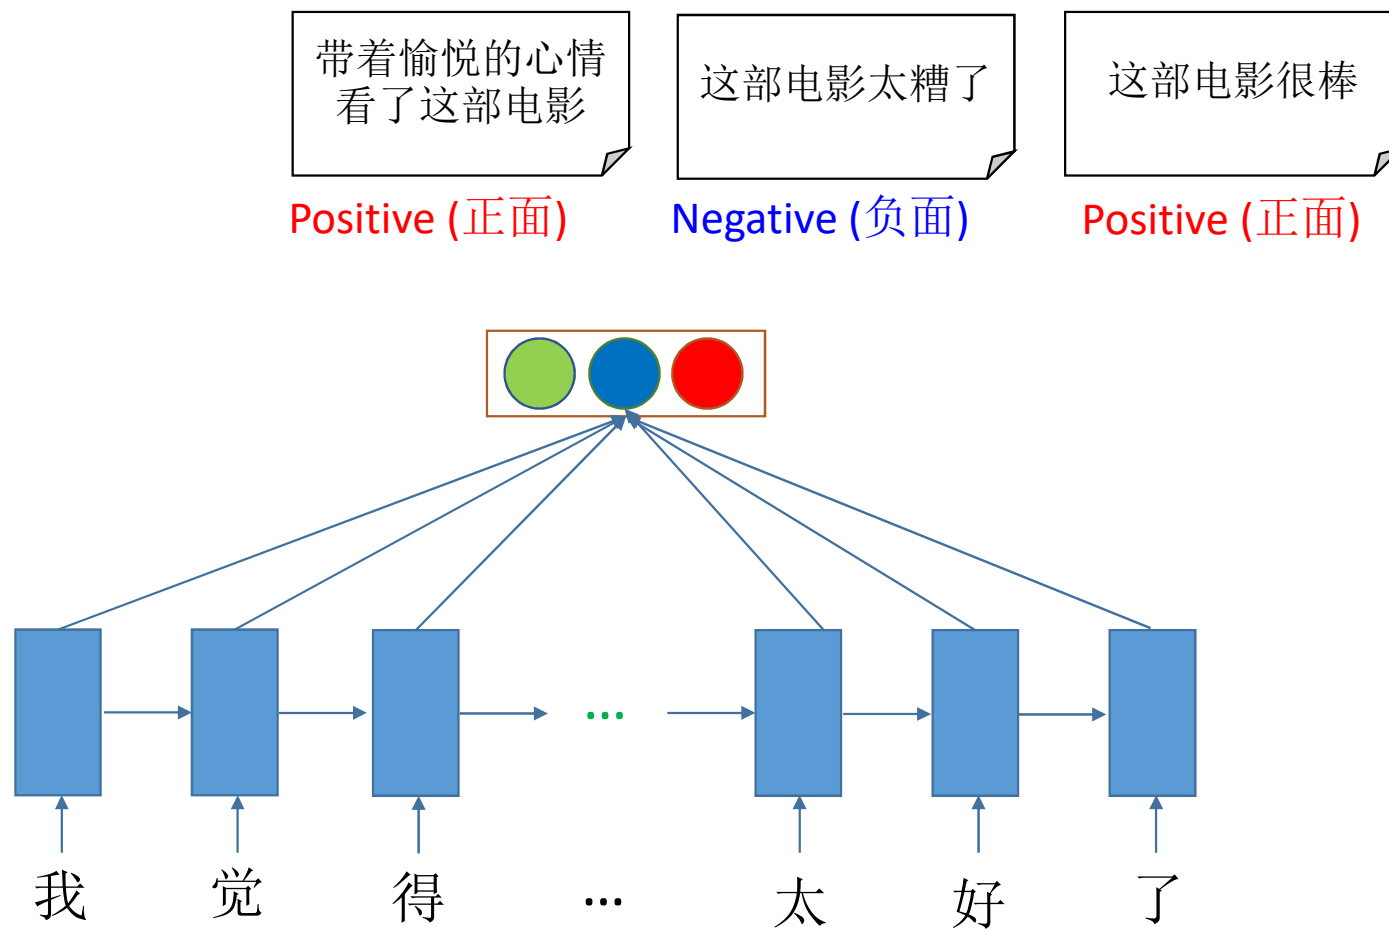 带着愉悦的心情
看了这部电影
这部电影太糟了
这部电影很棒
Positive (正面)
Negative (负面)
Positive (正面)
...
我 觉 得 ... 太 好 了